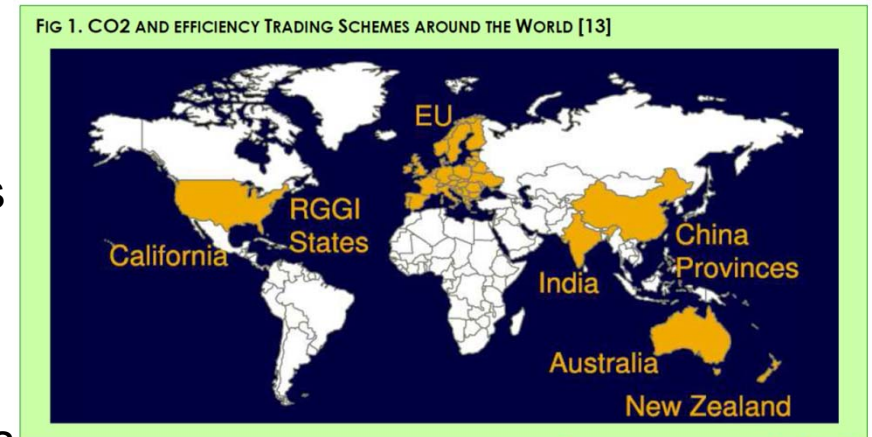 FIG 1. CO2 AND EFFICIENCY TRADING SCHEMES AROUND THE WORLD [13]
EU
RGGI
States
California
China
Provinces
India
Australia
New Zealand
s